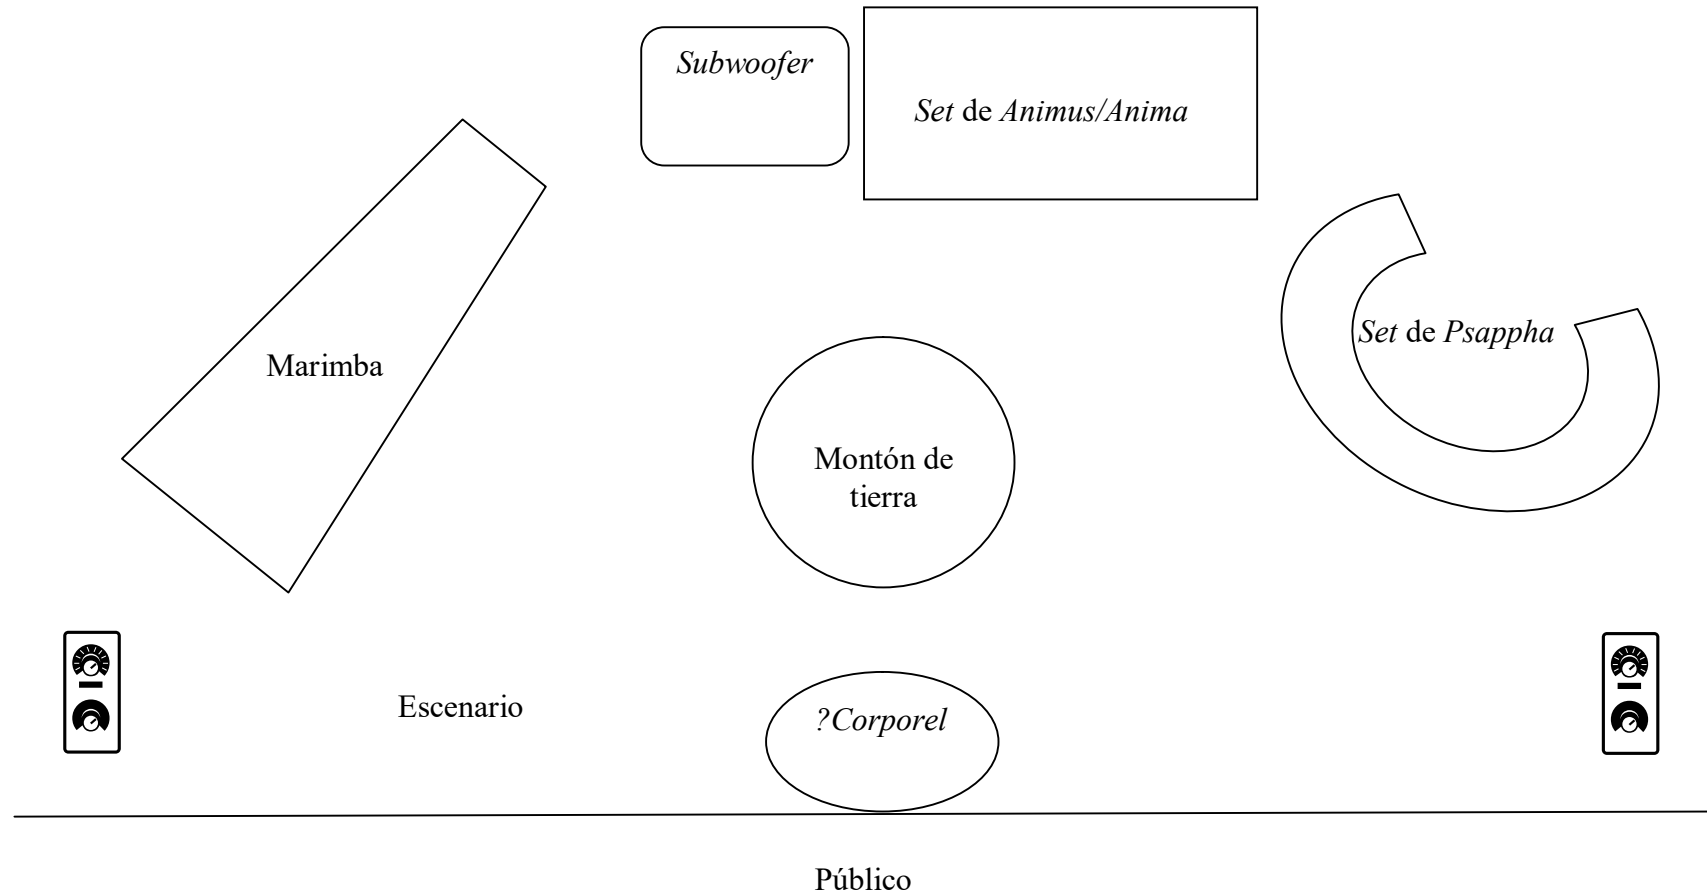 Subwoofer
Set de Animus/Anima
Set de Psappha
Marimba
Montón de
tierra
Escenario
?Corporel
Público